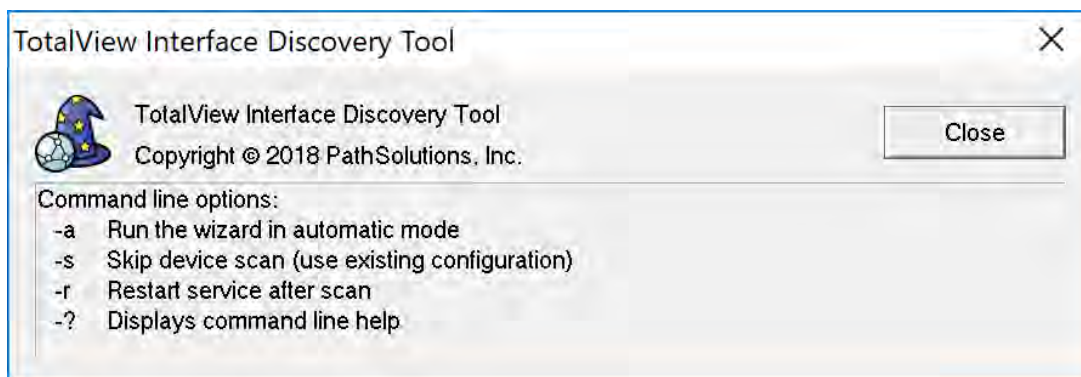 TotalView Interface Discovery Tool
TotalView Interface Discovery Tool
Copyright © 2018 PathSolutions, Inc.
Close
Command line options:
-a Run the wizard in automatic mode
-s Skip device scan (use existing configuration)
-r Restart service after scan
-? Displays command line help